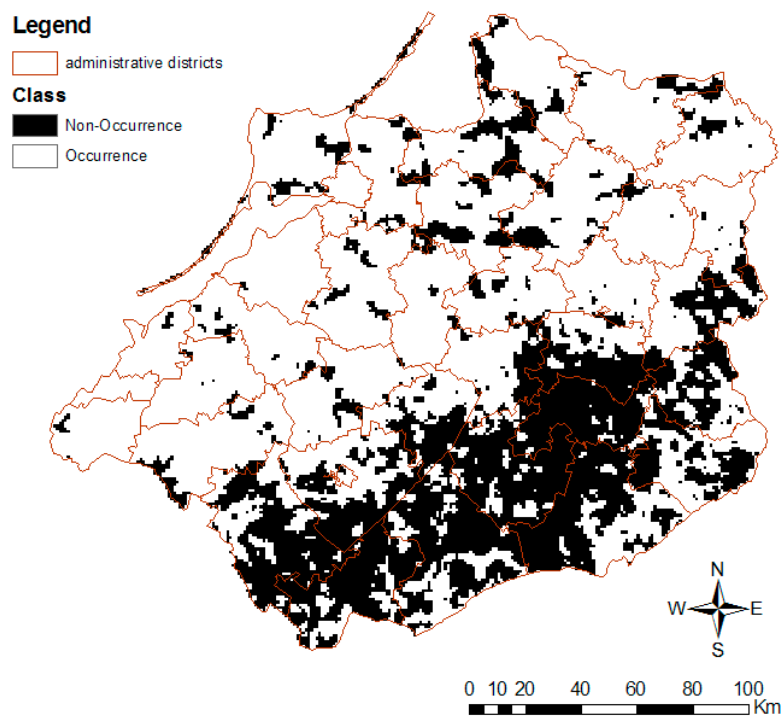 Legend
administrative districts
Class
Non-Occurrence
Occurrence
N
W E
S
0 10 20 40 60 80 100
Km